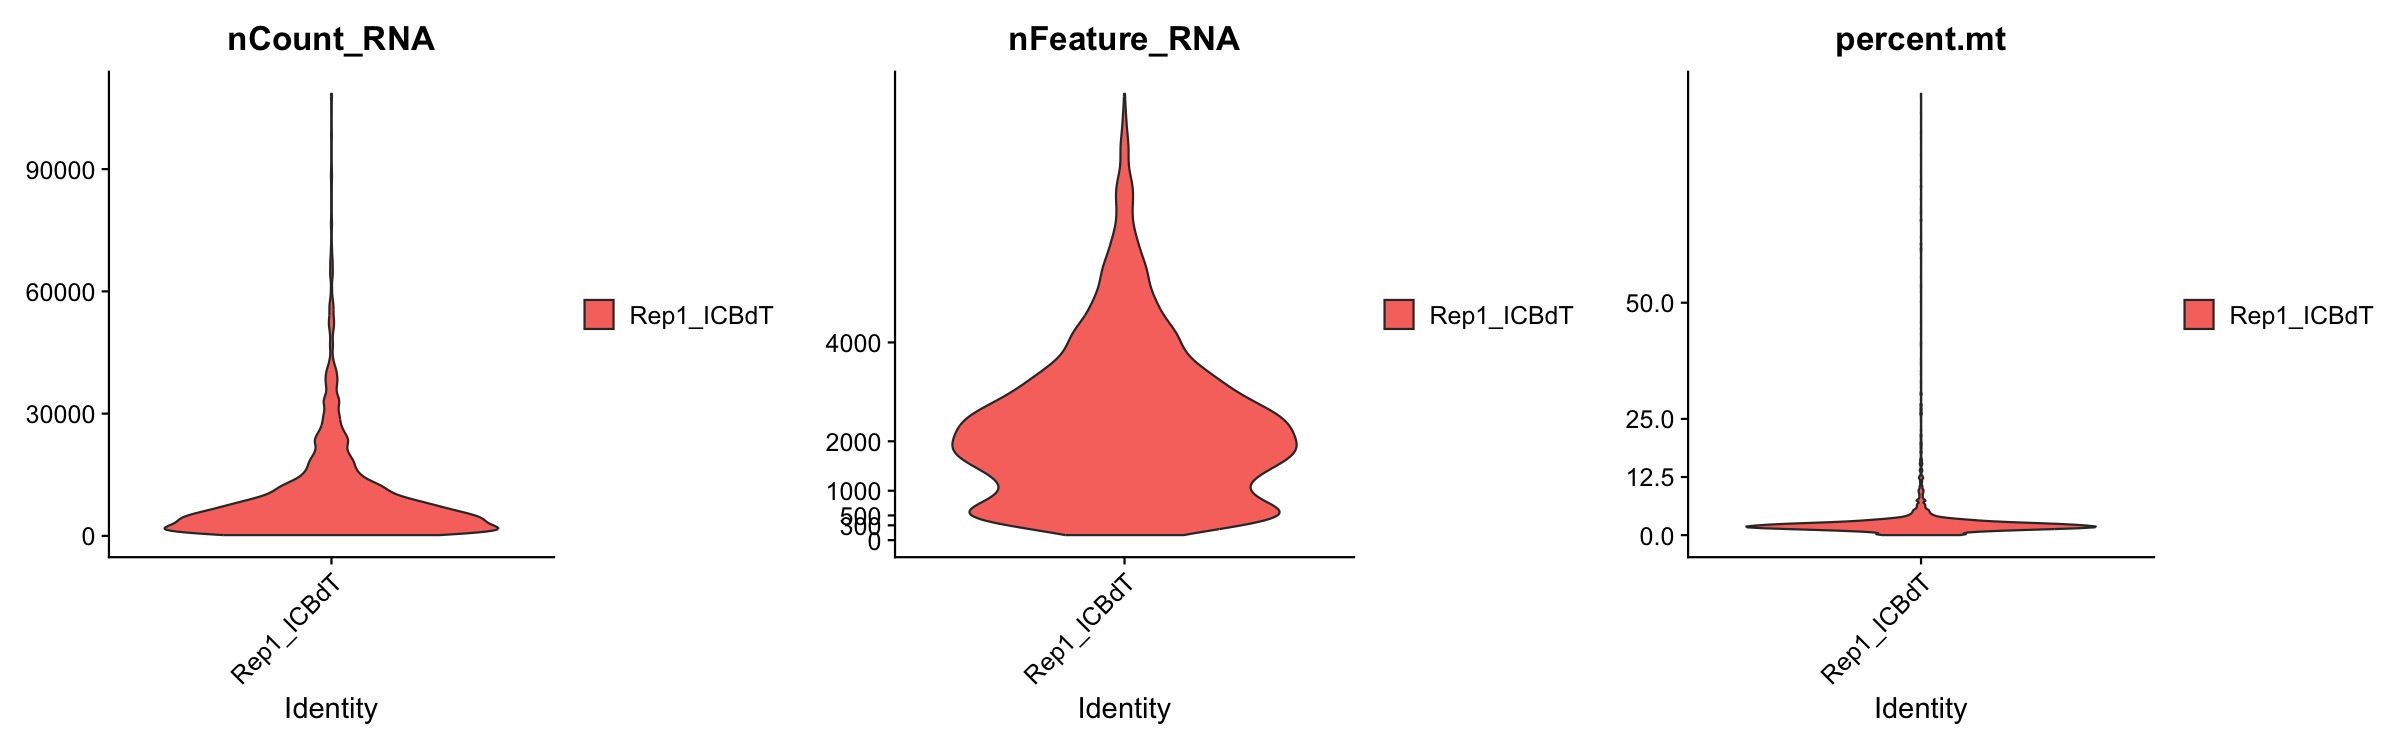 nCount_RNA
90000
60000
30000
0
Rep1_ICBdT
Identity
Rep1_ICBdT
nFeature_RNA
4000
2000
1000
500
300
0
Rep1_ICBdT
Identity
Rep1_ICBdT
percent.mt
50.0
25.0
12.5
0.0
Rep1_ICBdT
Identity
Rep1_ICBdT